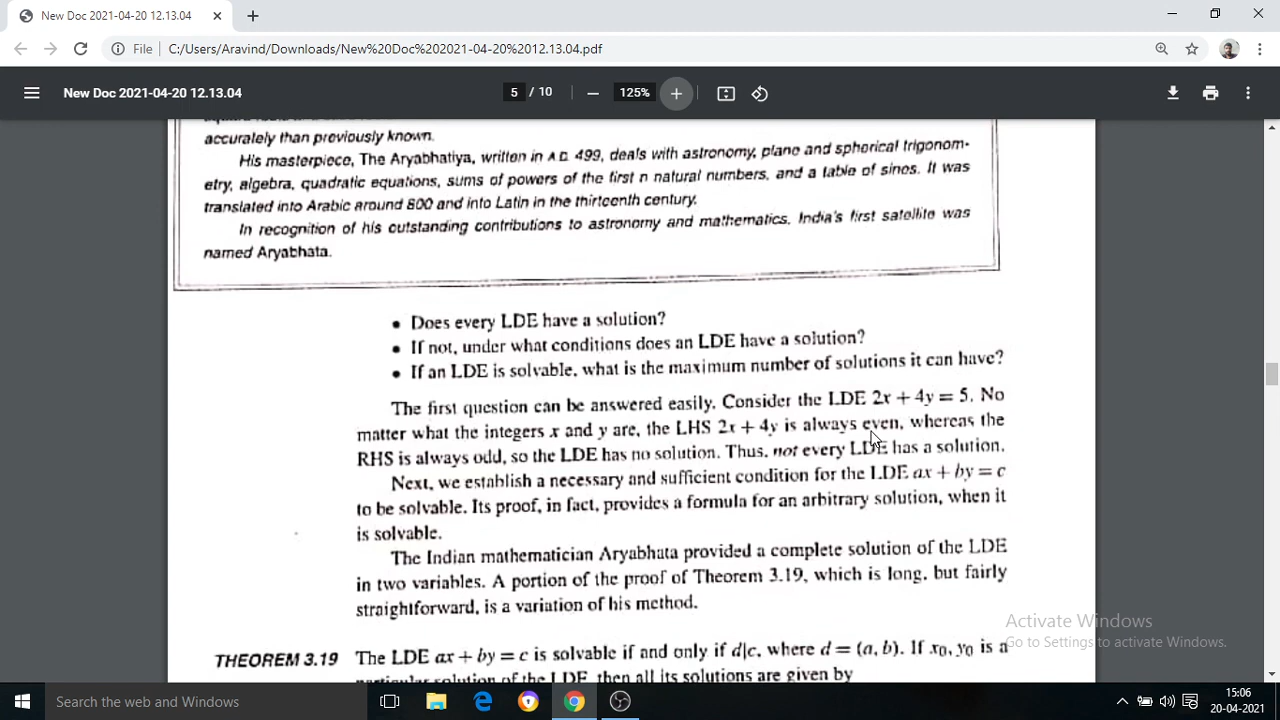 New Doc 2021-04-20 12.13.04
File
C:/Users/Aravind/Downloads/New%20Doc%202021-04-20%2012.13.04.pdf
New Doc 2021-04-20 12.13.04
5 / 10
125%
accurately than previously known.
His masterpiece, The Aryabhatiya, written in A.D. 499, deals with astronomy, plane and spherical trigonom-
etry, algebra, quadratic equations, sums of powers of the first n natural numbers, and a table of sines. It was
translated into Arabic around 800 and into Latin in the thirteenth century.
In recognition of his outstanding contributions to astronomy and mathematics, India's first satellite was
named Aryabhata.
• Does every LDE have a solution?
• If not, under what conditions does an LDE have a solution?
• If an LDE is solvable, what is the maximum number of solutions it can have?
The first question can be answered easily. Consider the LDE 2x + 4y = 5. No
matter what the integers x and y are, the LHS 2x + 4y is always even, whereas the
RHS is always odd, so the LDE has no solution. Thus, not every LDE has a solution.
Next, we establish a necessary and sufficient condition for the LDE ax + by = c
to be solvable. Its proof, in fact, provides a formula for an arbitrary solution, when it
is solvable.
The Indian mathematician Aryabhata provided a complete solution of the LDE
in two variables. A portion of the proof of Theorem 3.19, which is long, but fairly
straightforward, is a variation of his method.
THEOREM 3.19 The LDE ax + by = c is solvable if and only if d|c, where d = (a, b). If x₀, y₀ is a
particular solution of the LDE, then all its solutions are given by
Activate Windows
Go to Settings to activate Windows.
Search the web and Windows
15:06
20-04-2021